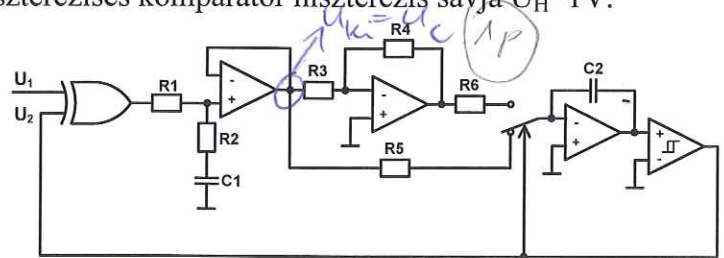 hiszterézises komparátor hiszterézis sávja U_H=1V.
U_ki = U_c
1p
R4
U1
R1
R3
R6
C2
U2
R2
R5
C1